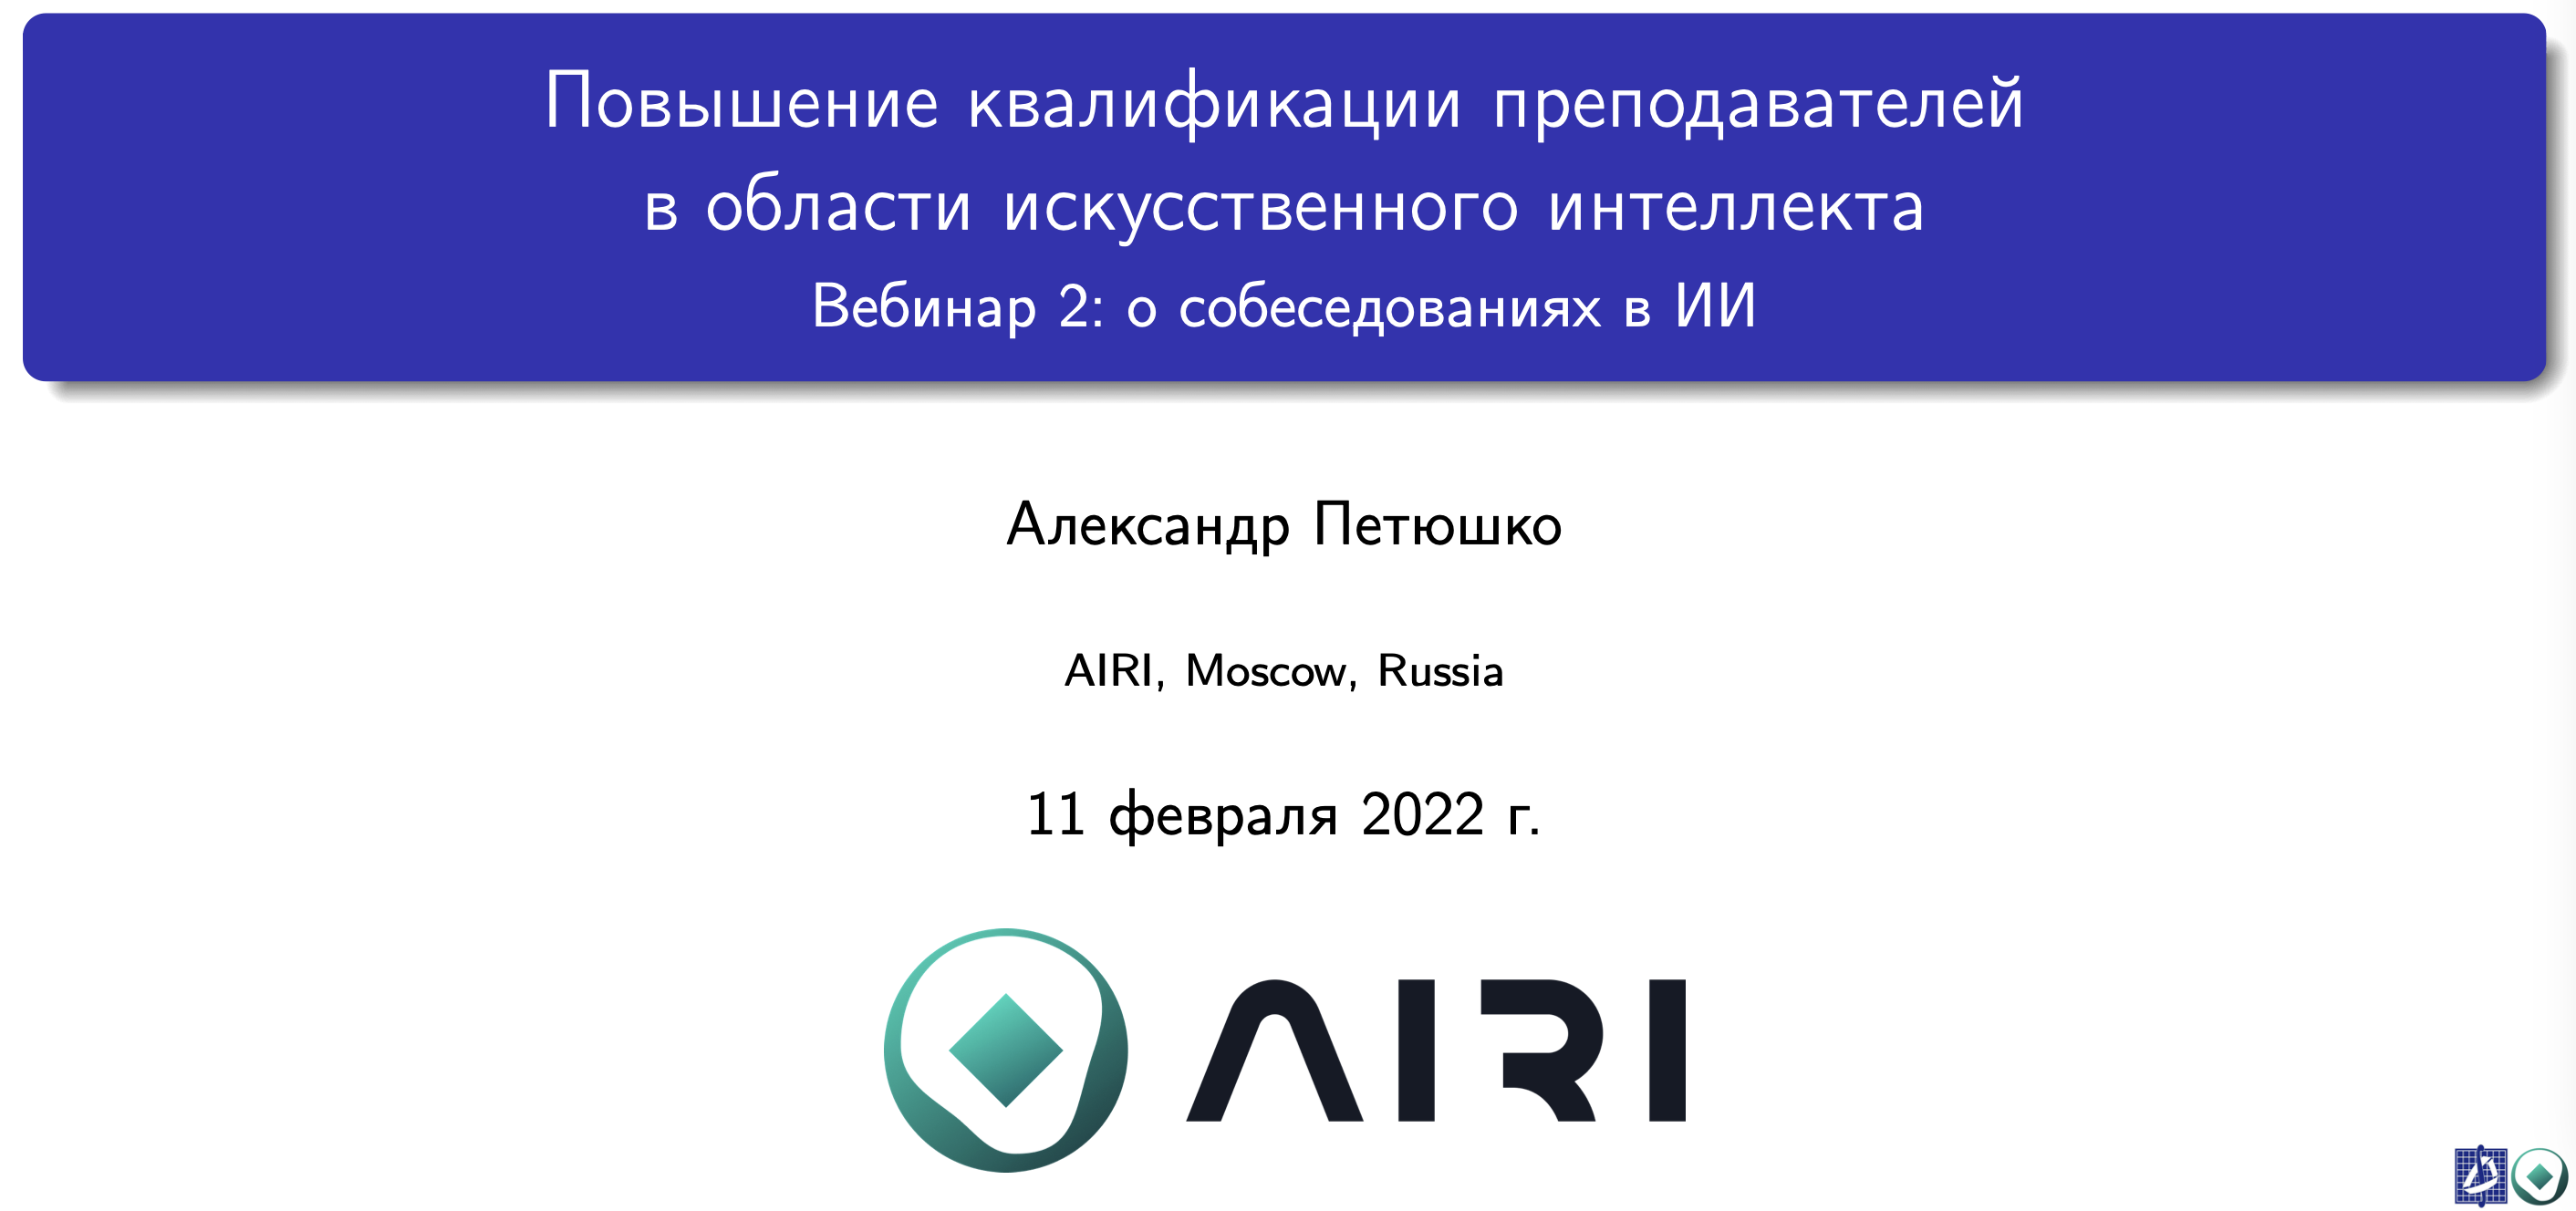 Повышение квалификации преподавателей
в области искусственного интеллекта
Вебинар 2: о собеседованиях в ИИ
Александр Петюшко
AIRI, Moscow, Russia
11 февраля 2022 г.
AIRI